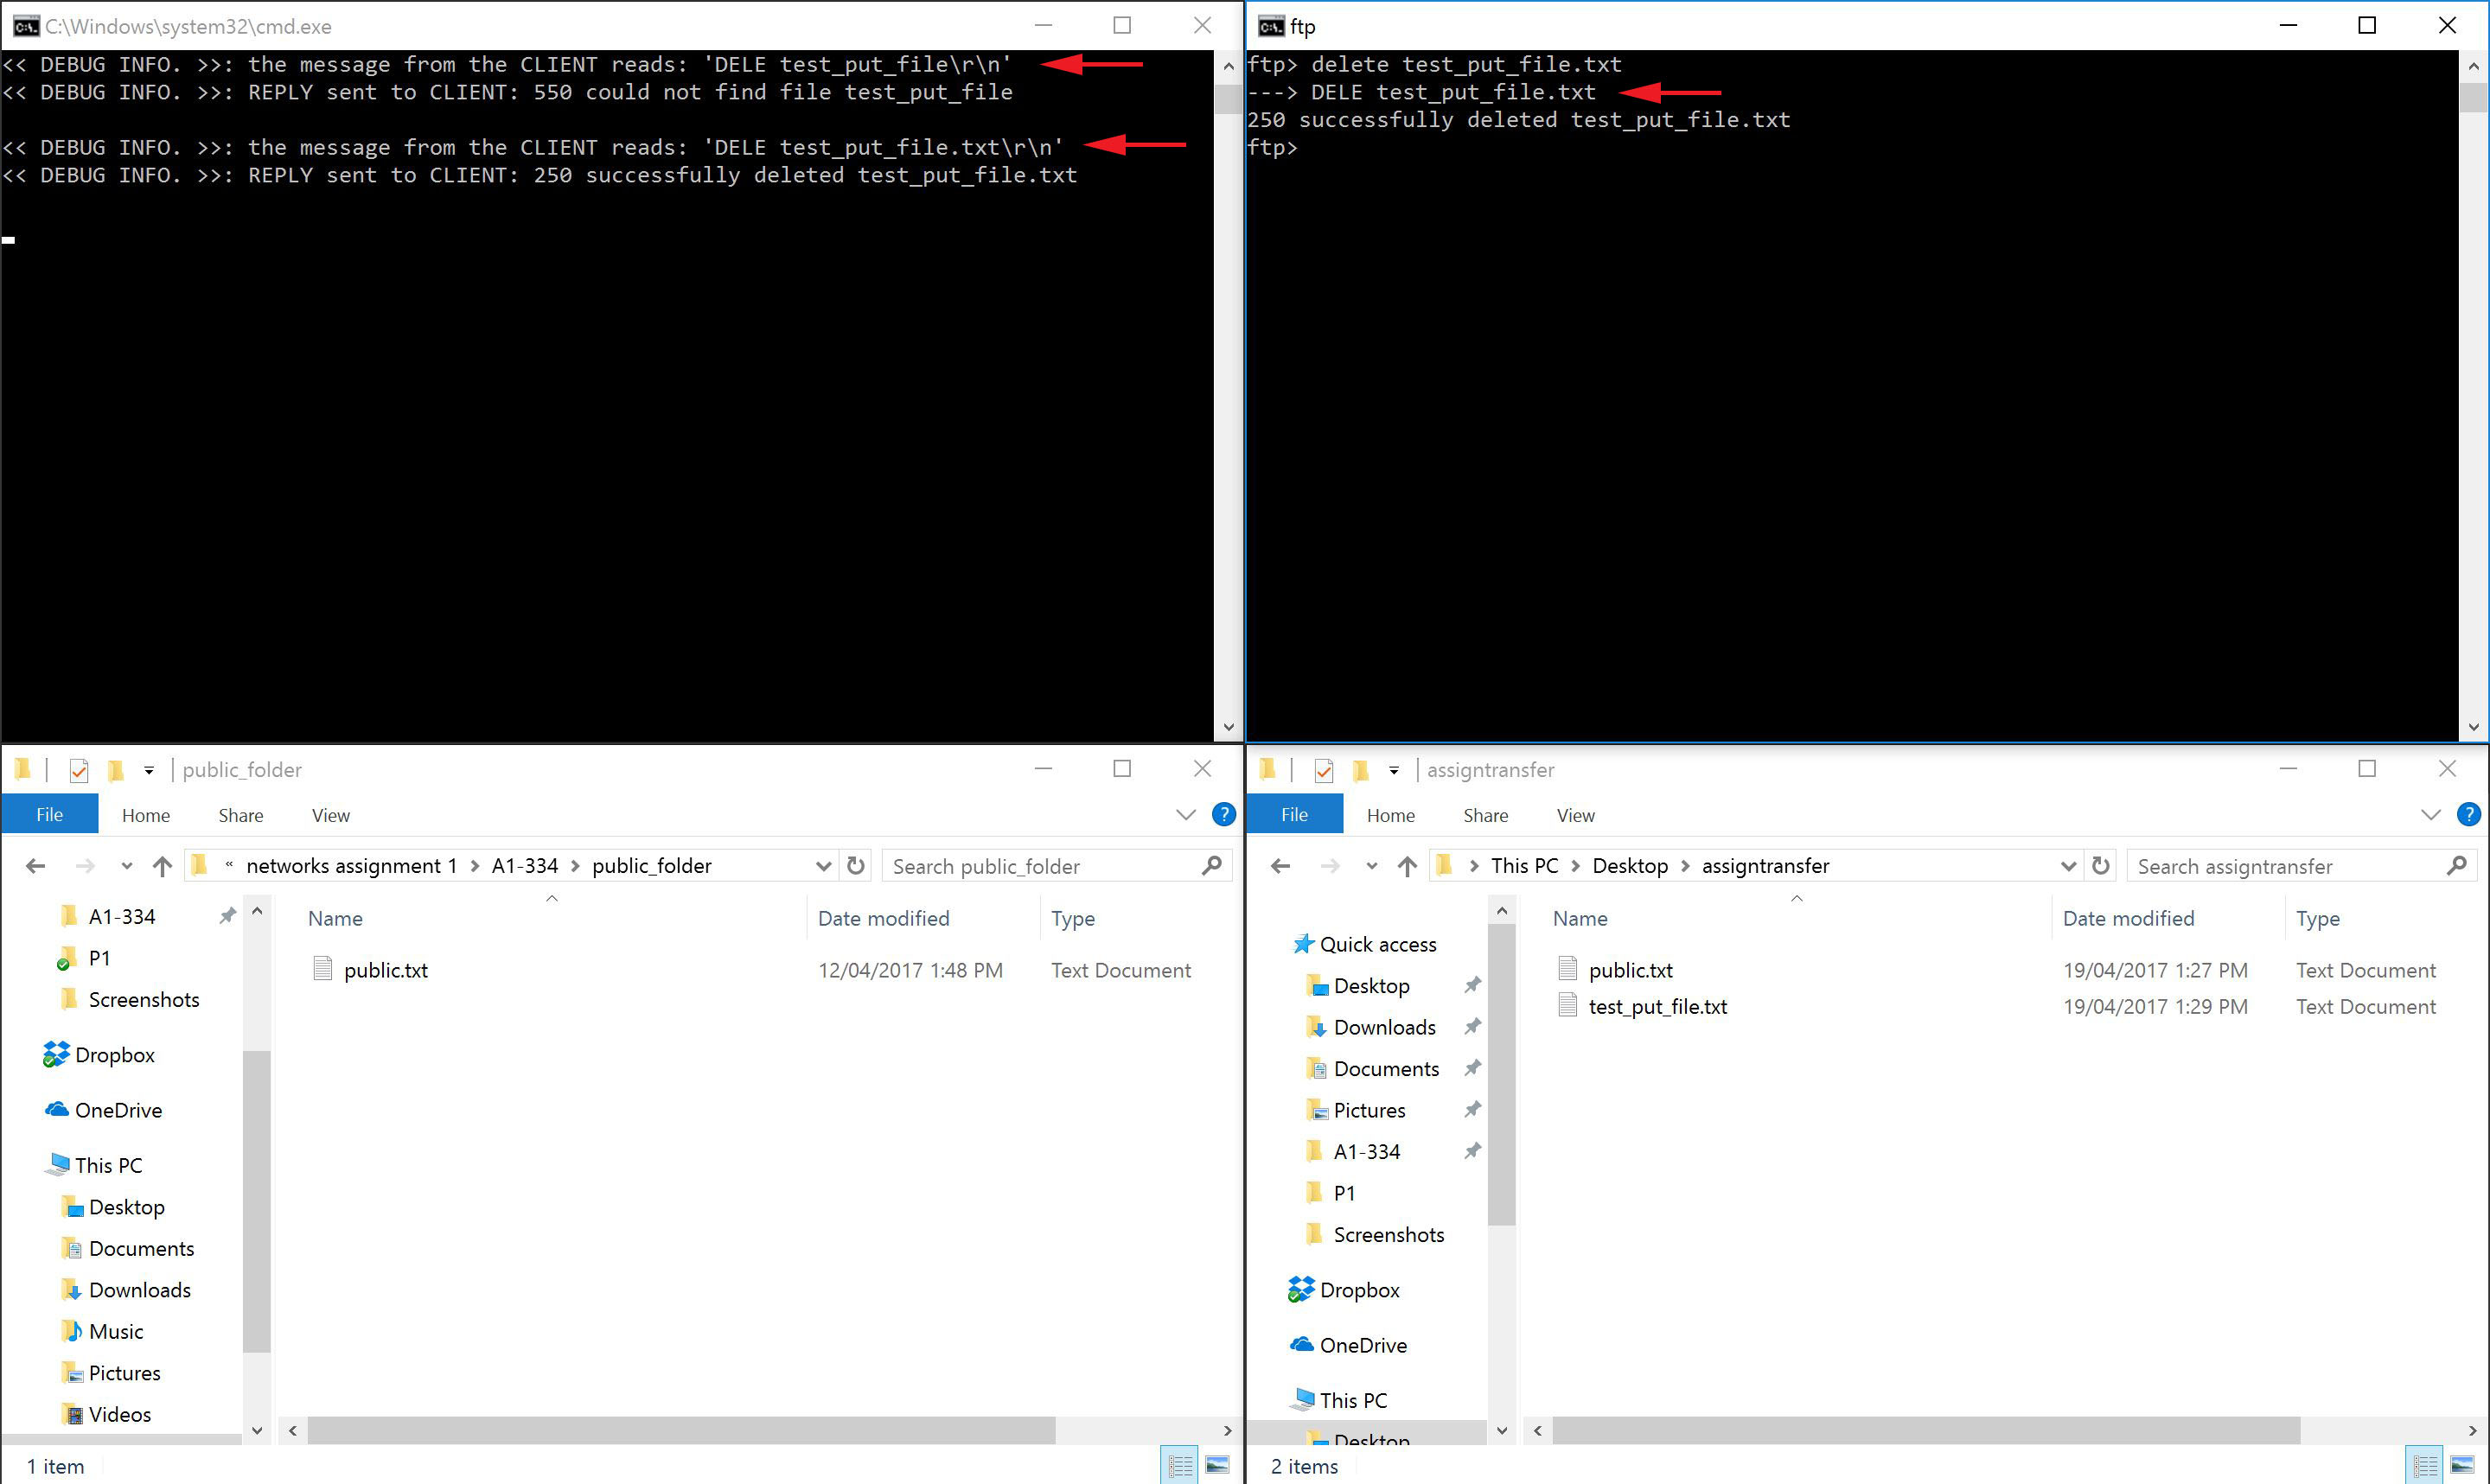 C:\Windows\system32\cmd.exe
<< DEBUG INFO. >>: the message from the CLIENT reads: 'DELE test_put_file\r\n'
<< DEBUG INFO. >>: REPLY sent to CLIENT: 550 could not find file test_put_file
<< DEBUG INFO. >>: the message from the CLIENT reads: 'DELE test_put_file.txt\r\n'
<< DEBUG INFO. >>: REPLY sent to CLIENT: 250 successfully deleted test_put_file.txt
ftp
ftp> delete test_put_file.txt
---> DELE test_put_file.txt
250 successfully deleted test_put_file.txt
ftp>
public_folder
File Home Share View
« networks assignment 1 > A1-334 > public_folder
Search public_folder
Name Date modified Type
public.txt 12/04/2017 1:48 PM Text Document
A1-334
P1
Screenshots
Dropbox
OneDrive
This PC
Desktop
Documents
Downloads
Music
Pictures
Videos
1 item
assigntransfer
File Home Share View
> This PC > Desktop > assigntransfer
Search assigntransfer
Name Date modified Type
public.txt 19/04/2017 1:27 PM Text Document
test_put_file.txt 19/04/2017 1:29 PM Text Document
Quick access
Desktop
Downloads
Documents
Pictures
A1-334
P1
Screenshots
Dropbox
OneDrive
This PC
Desktop
2 items